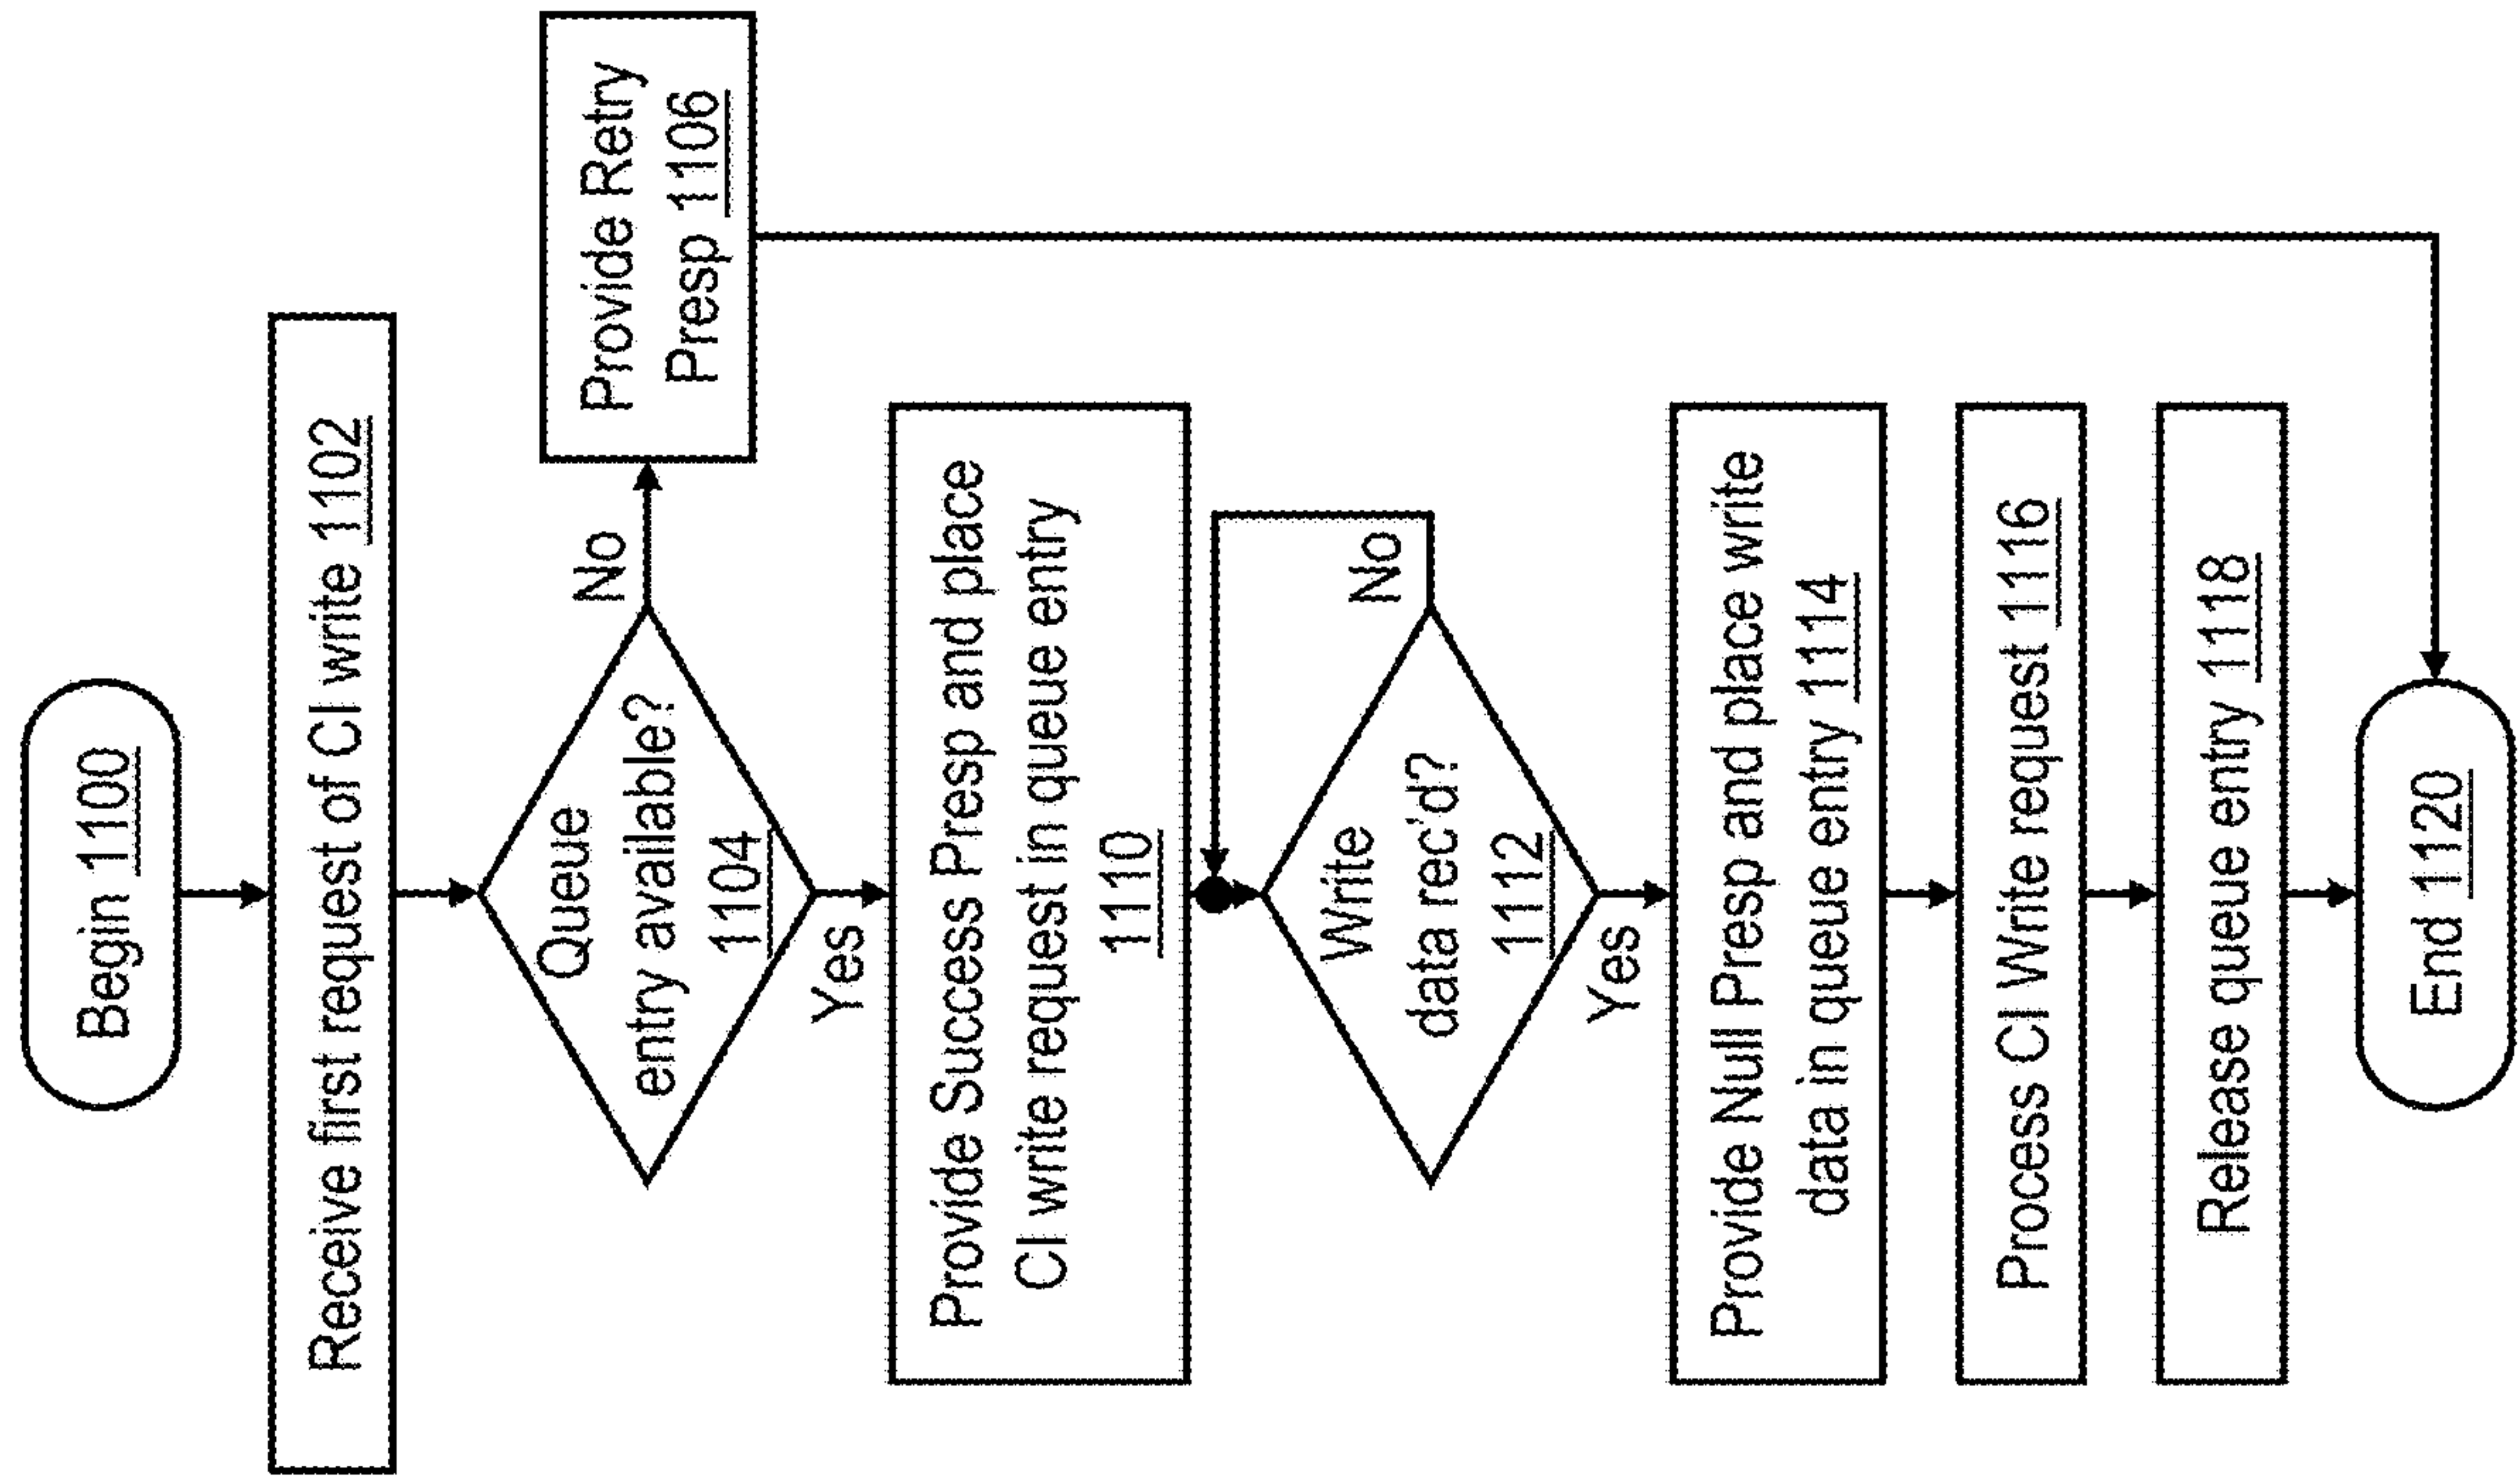 Begin 1100
Receive first request of CI write 1102
Queue
entry available?
1104
No
Provide Retry
Presp 1106
Yes
Provide Success Presp and place
CI write request in queue entry
1110
Write
data rec'd?
1112
No
Yes
Provide Null Presp and place write
data in queue entry 1114
Process CI Write request 1116
Release queue entry 1118
End 1120